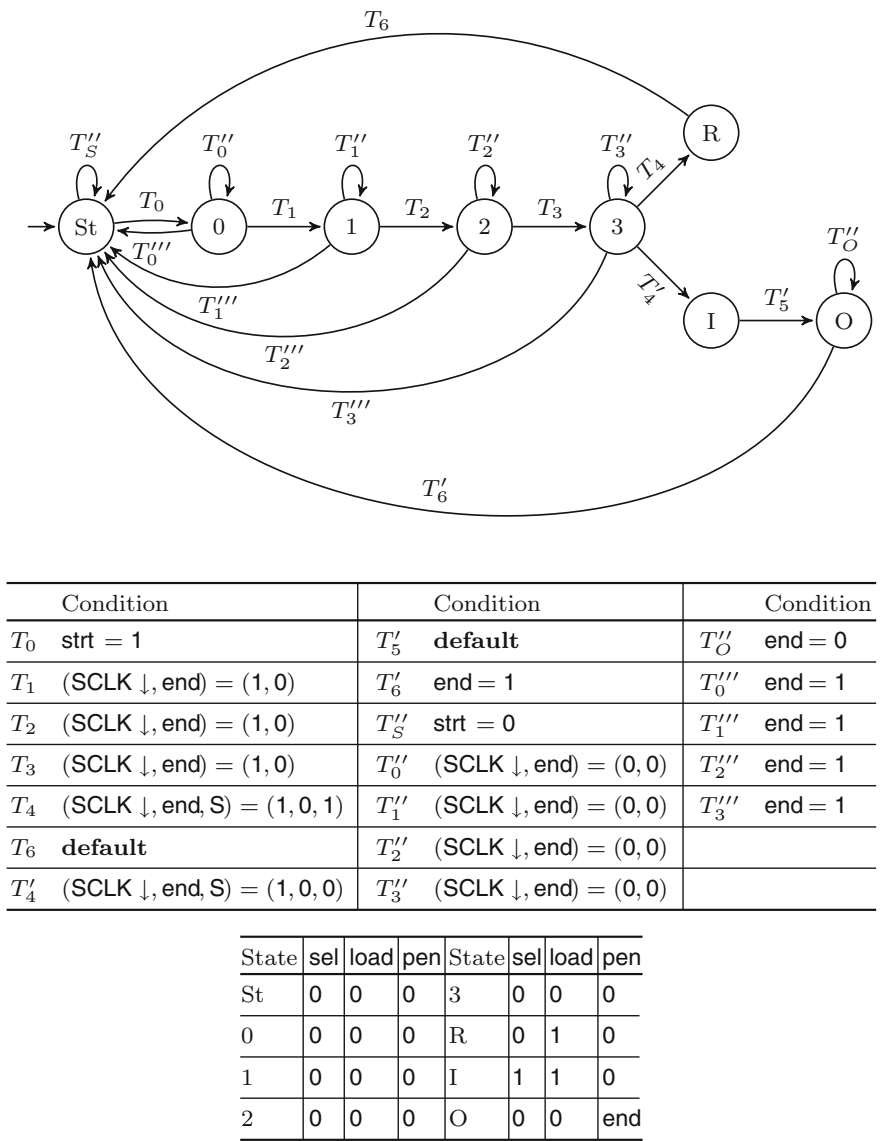 T₆
R
T″_S T″₀ T″₁ T″₂ T″₃ T₄
T₀ T₁ T₂ T₃ T″_O
St 0 1 2 3
T‴₀ T′₄ T′₅
T‴₁ I O
T‴₂
T‴₃
T′₆
Condition Condition Condition
T₀ strt = 1 T′₅ default T″_O end = 0
T₁ (SCLK ↓, end) = (1, 0) T′₆ end = 1 T‴₀ end = 1
T₂ (SCLK ↓, end) = (1, 0) T″_S strt = 0 T‴₁ end = 1
T₃ (SCLK ↓, end) = (1, 0) T″₀ (SCLK ↓, end) = (0, 0) T‴₂ end = 1
T₄ (SCLK ↓, end, S) = (1, 0, 1) T″₁ (SCLK ↓, end) = (0, 0) T‴₃ end = 1
T₆ default T″₂ (SCLK ↓, end) = (0, 0)
T′₄ (SCLK ↓, end, S) = (1, 0, 0) T″₃ (SCLK ↓, end) = (0, 0)
State sel load pen State sel load pen
St 0 0 0 3 0 0 0
0 0 0 0 R 0 1 0
1 0 0 0 I 1 1 0
2 0 0 0 O 0 0 end